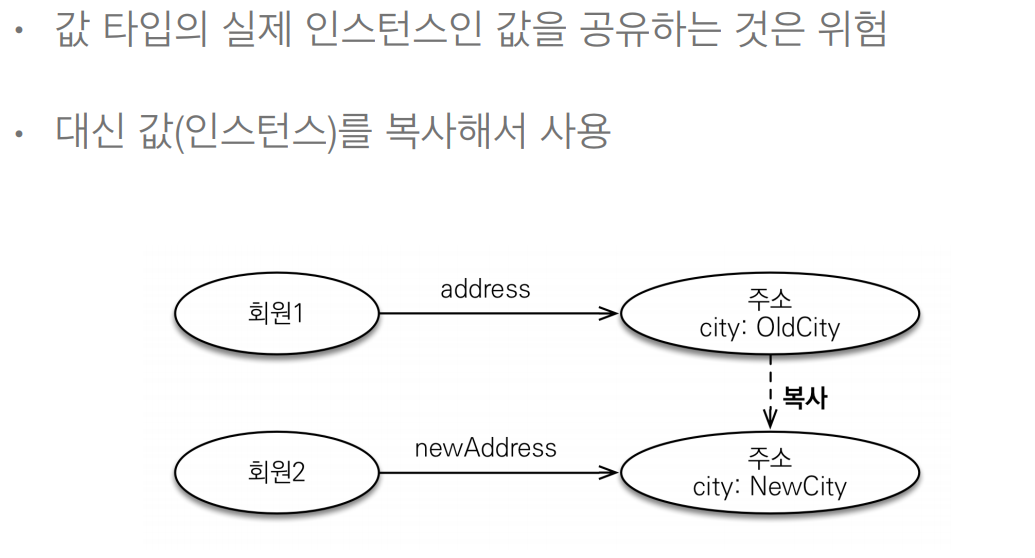 • 값 타입의 실제 인스턴스인 값을 공유하는 것은 위험
• 대신 값(인스턴스)를 복사해서 사용
회원1
address
주소
city: OldCity
복사
회원2
newAddress
주소
city: NewCity